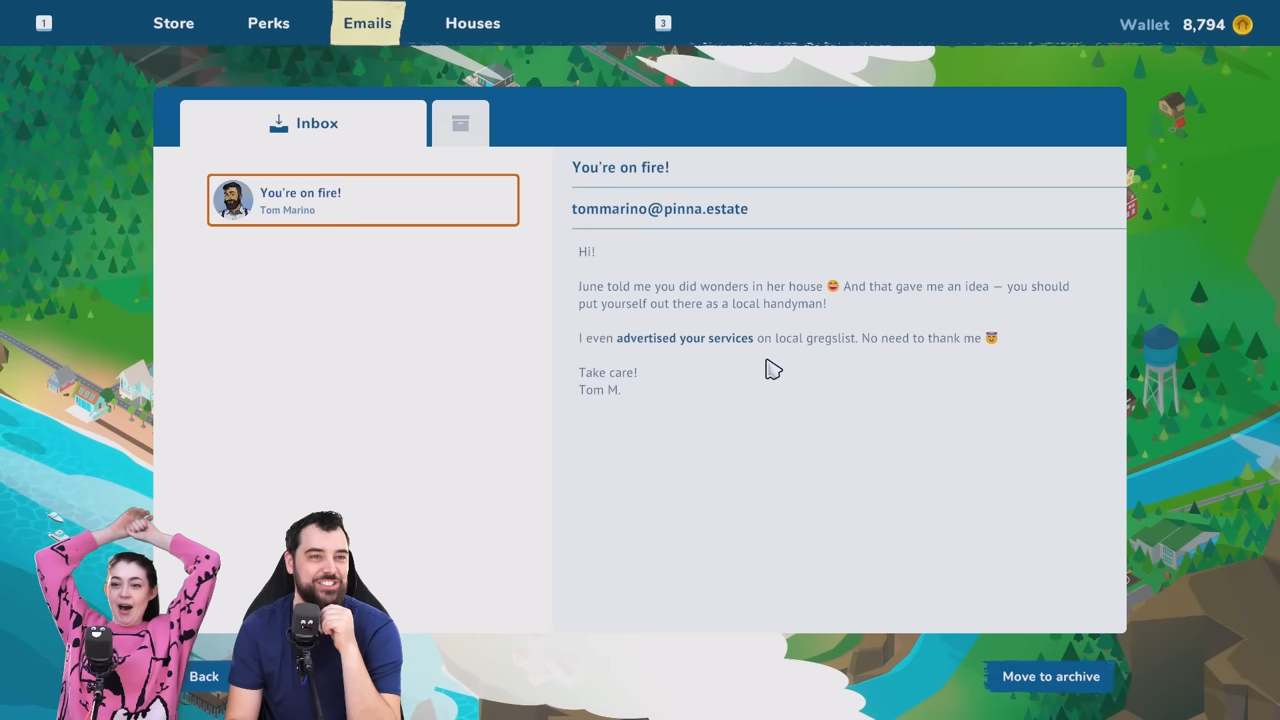 1
Store
Perks
Emails
Houses
3
Wallet 8,794
Inbox
You're on fire!
Tom Marino
You're on fire!
tommarino@pinna.estate
Hi!
June told me you did wonders in her house 😄 And that gave me an idea — you should
put yourself out there as a local handyman!
I even advertised your services on local gregslist. No need to thank me 😇
Take care!
Tom M.
Back
Move to archive